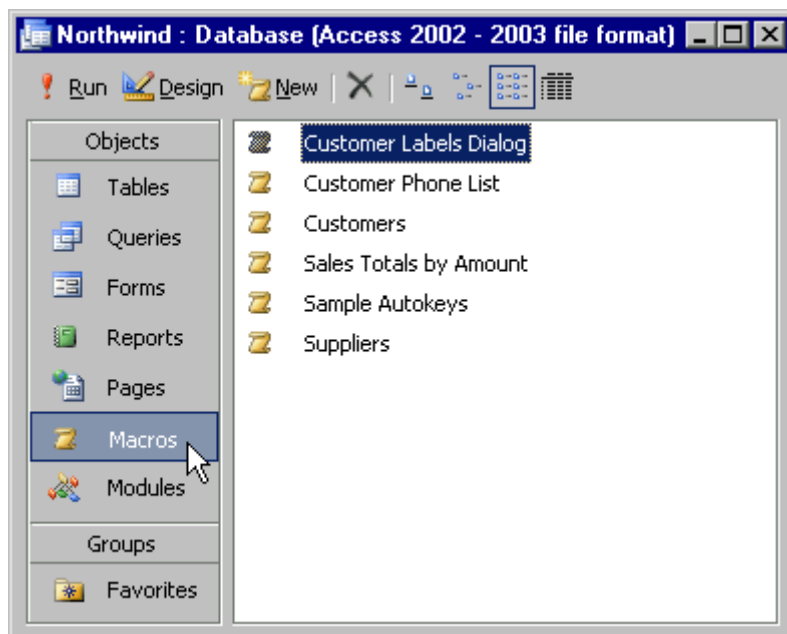 Northwind : Database (Access 2002 - 2003 file format)
Run Design New
Objects
Tables
Queries
Forms
Reports
Pages
Macros
Modules
Groups
Favorites
Customer Labels Dialog
Customer Phone List
Customers
Sales Totals by Amount
Sample Autokeys
Suppliers